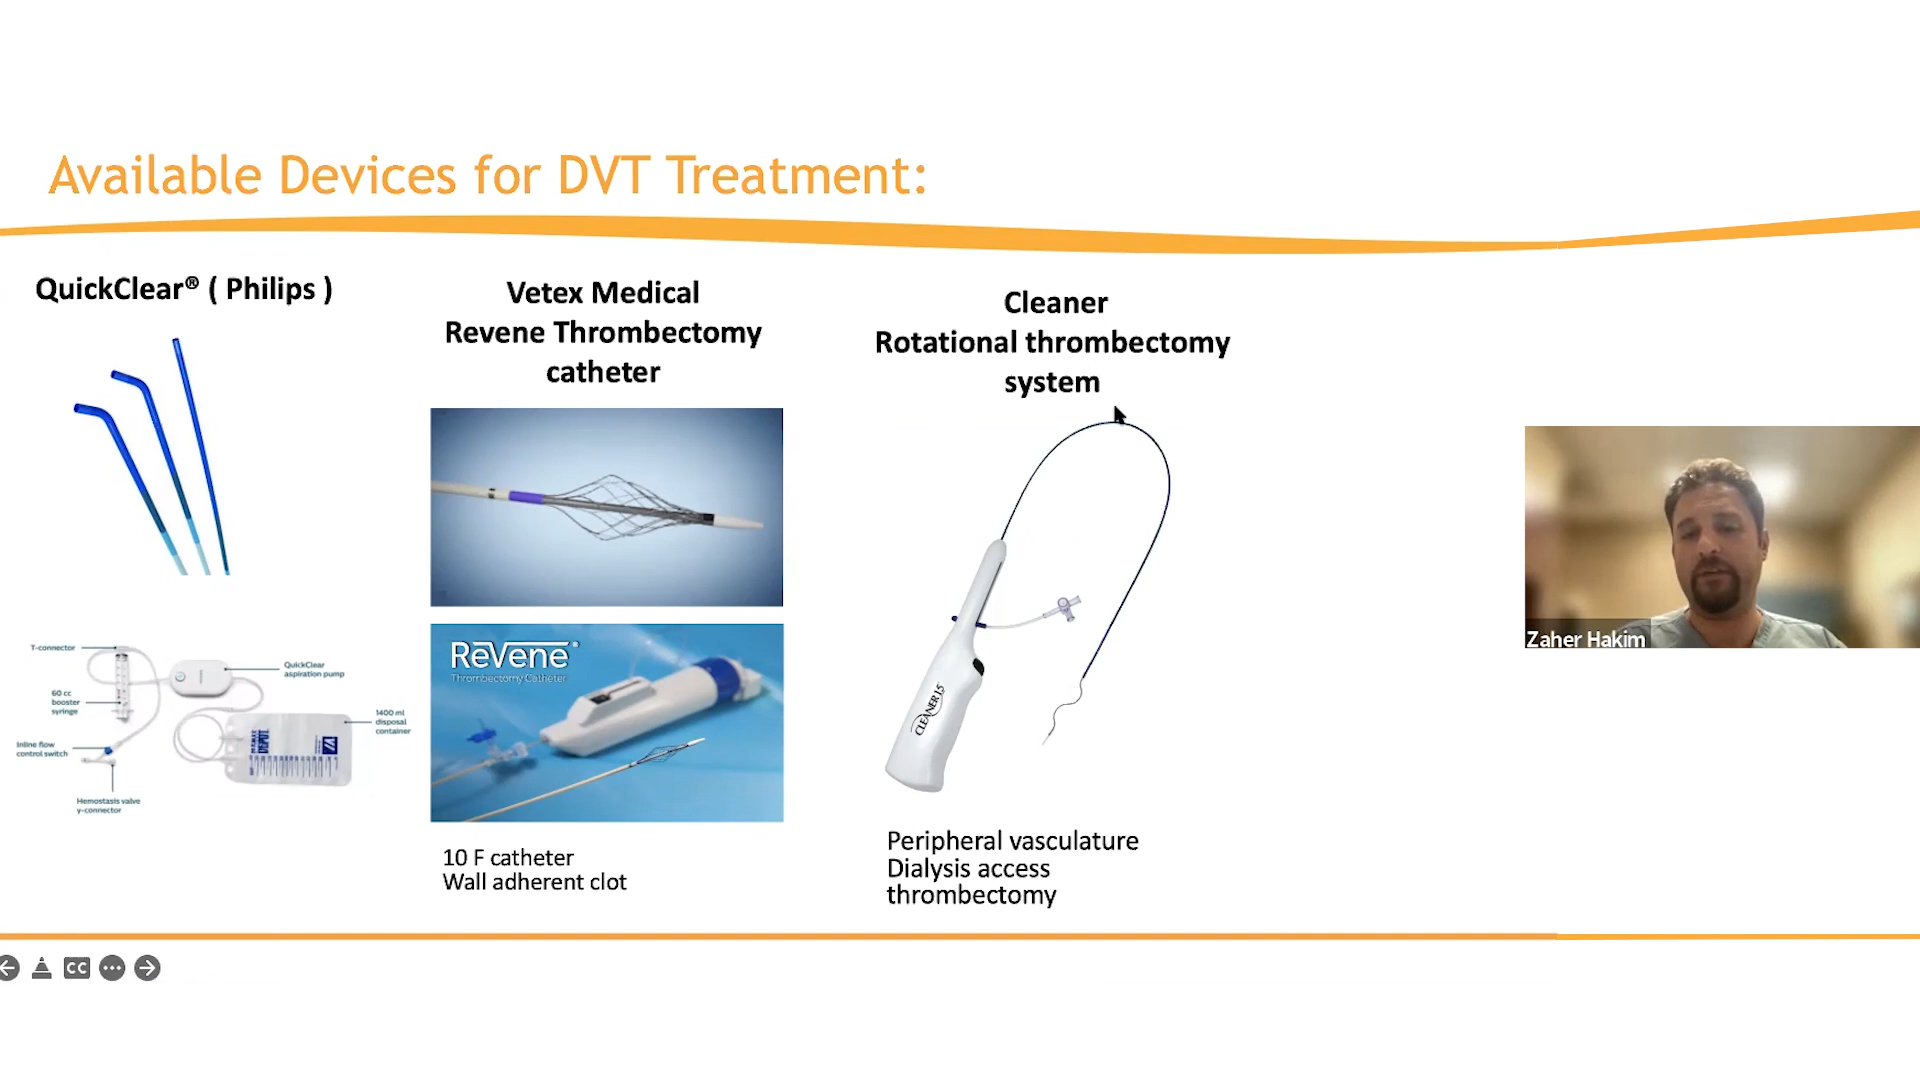 Available Devices for DVT Treatment:
QuickClear® ( Philips )
T-connector
60 cc
booster
syringe
Inline flow
control switch
Hemostasis valve
y-connector
QuickClear
aspiration pump
1400 ml
disposal
container
Vetex Medical
Revene Thrombectomy
catheter
ReVene®
Thrombectomy Catheter
10 F catheter
Wall adherent clot
Cleaner
Rotational thrombectomy
system
CLEANER15
Peripheral vasculature
Dialysis access
thrombectomy
Zaher Hakim
CC